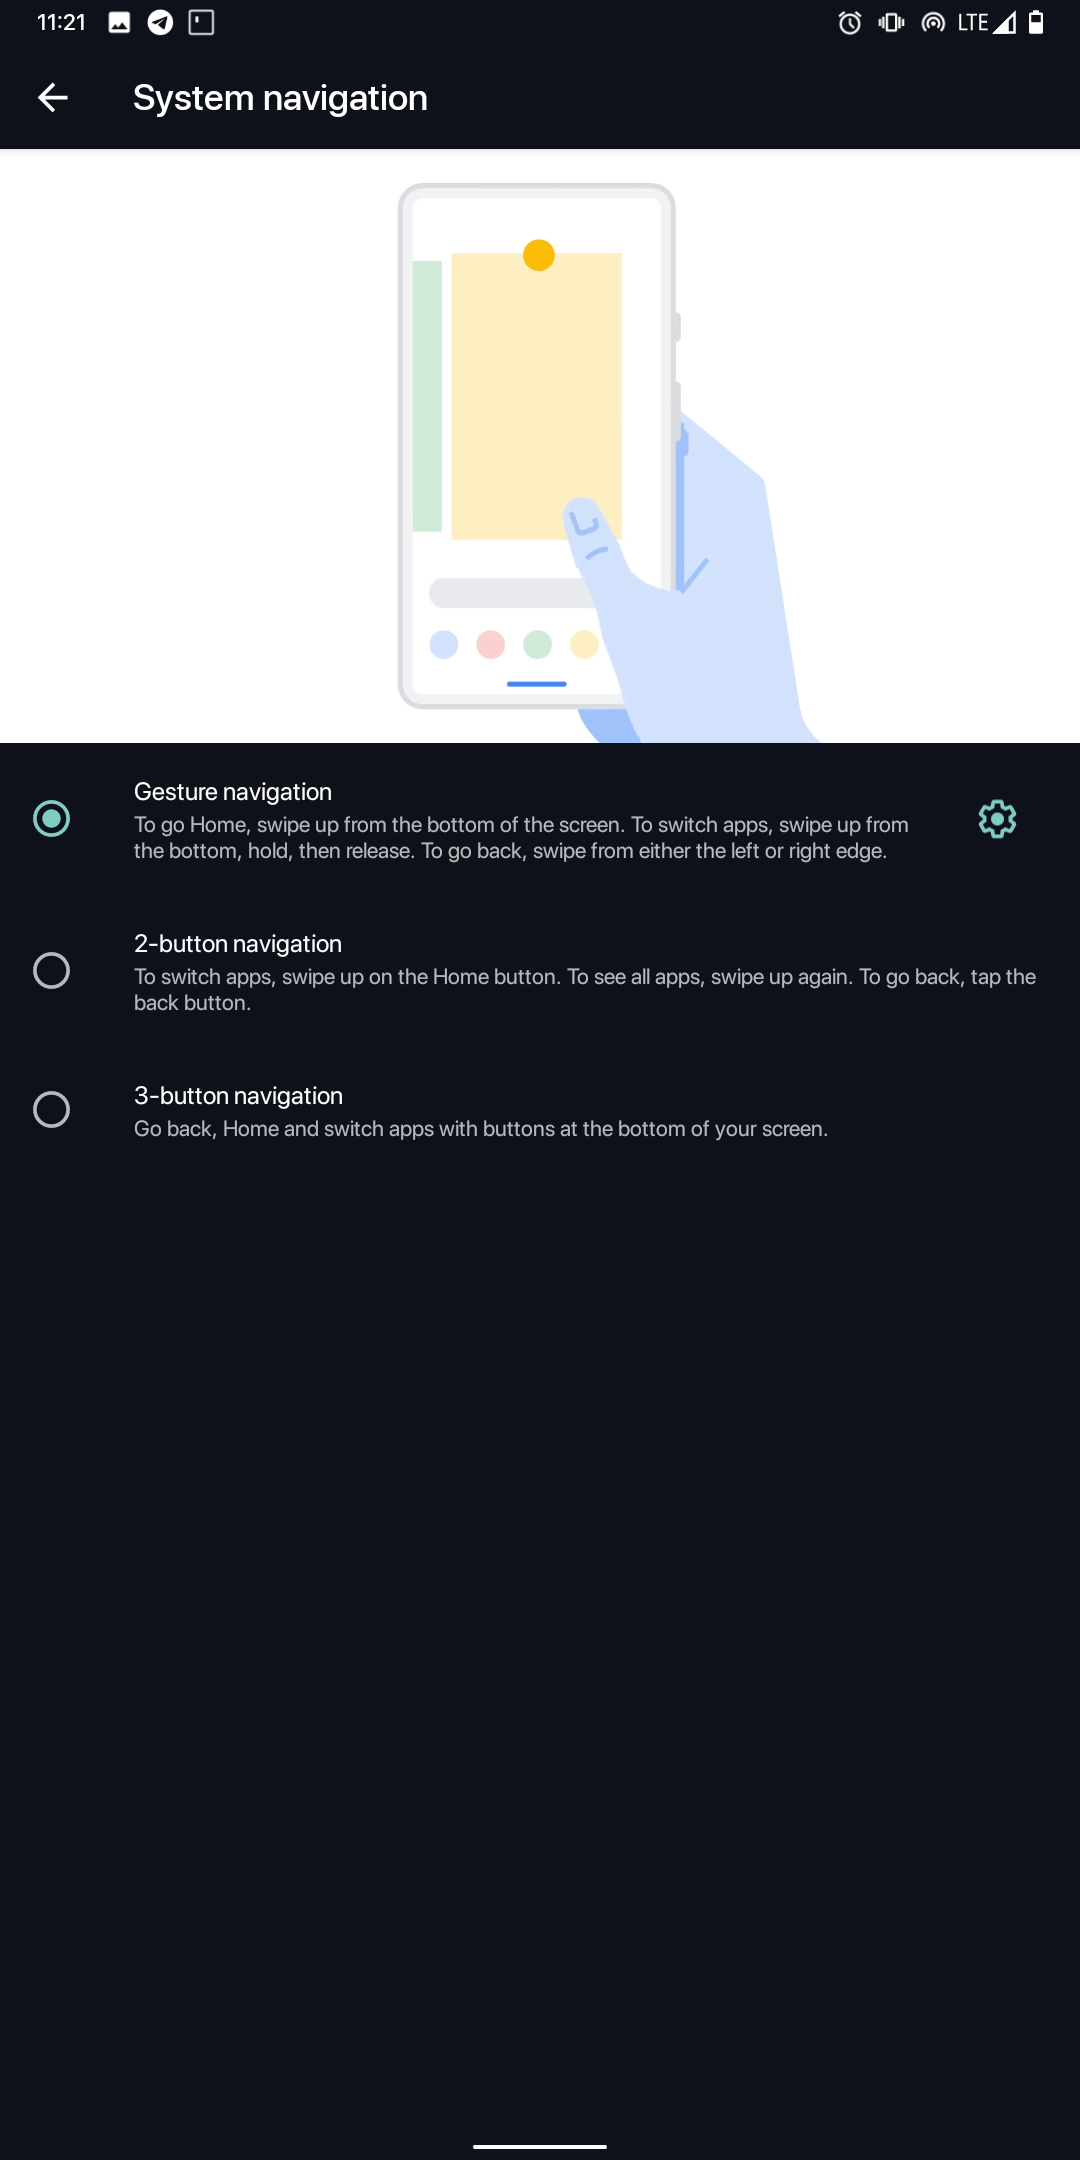 11:21 LTE
System navigation
Gesture navigation
To go Home, swipe up from the bottom of the screen. To switch apps, swipe up from
the bottom, hold, then release. To go back, swipe from either the left or right edge.
2-button navigation
To switch apps, swipe up on the Home button. To see all apps, swipe up again. To go back, tap the
back button.
3-button navigation
Go back, Home and switch apps with buttons at the bottom of your screen.